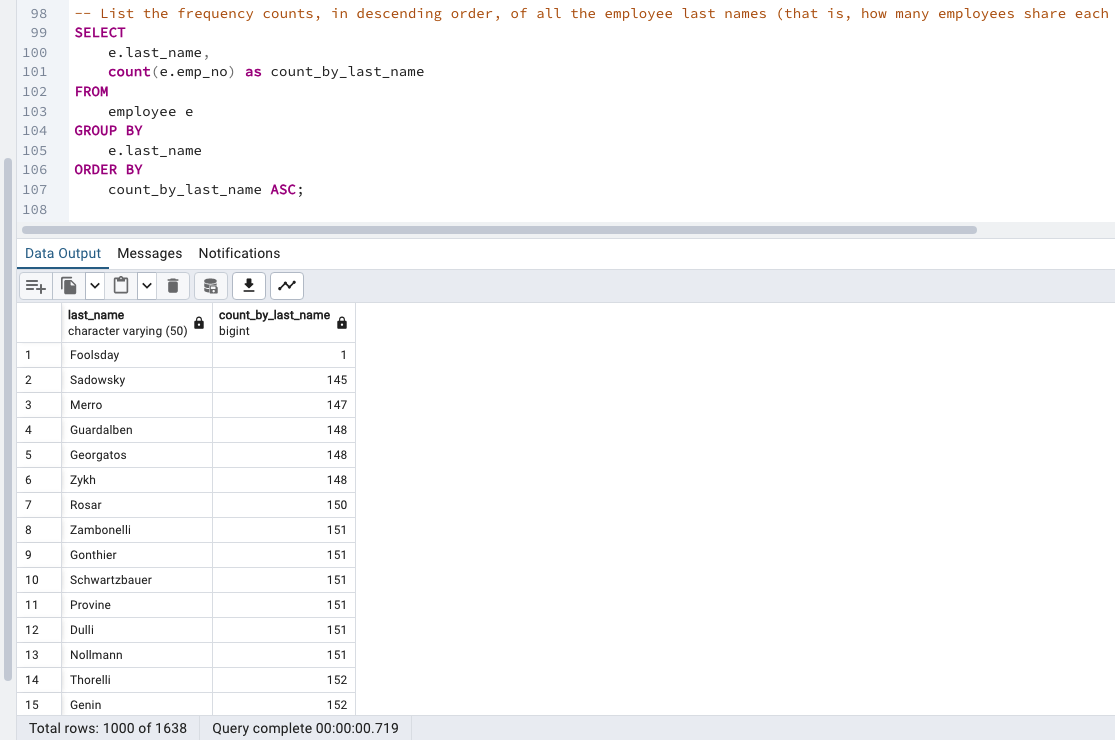 98 -- List the frequency counts, in descending order, of all the employee last names (that is, how many employees share each
99 SELECT
100 e.last_name,
101 count(e.emp_no) as count_by_last_name
102 FROM
103 employee e
104 GROUP BY
105 e.last_name
106 ORDER BY
107 count_by_last_name ASC;
108
Data Output Messages Notifications
last_name count_by_last_name
character varying (50) bigint
1 Foolsday 1
2 Sadowsky 145
3 Merro 147
4 Guardalben 148
5 Georgatos 148
6 Zykh 148
7 Rosar 150
8 Zambonelli 151
9 Gonthier 151
10 Schwartzbauer 151
11 Provine 151
12 Dulli 151
13 Nollmann 151
14 Thorelli 152
15 Genin 152
Total rows: 1000 of 1638 Query complete 00:00:00.719